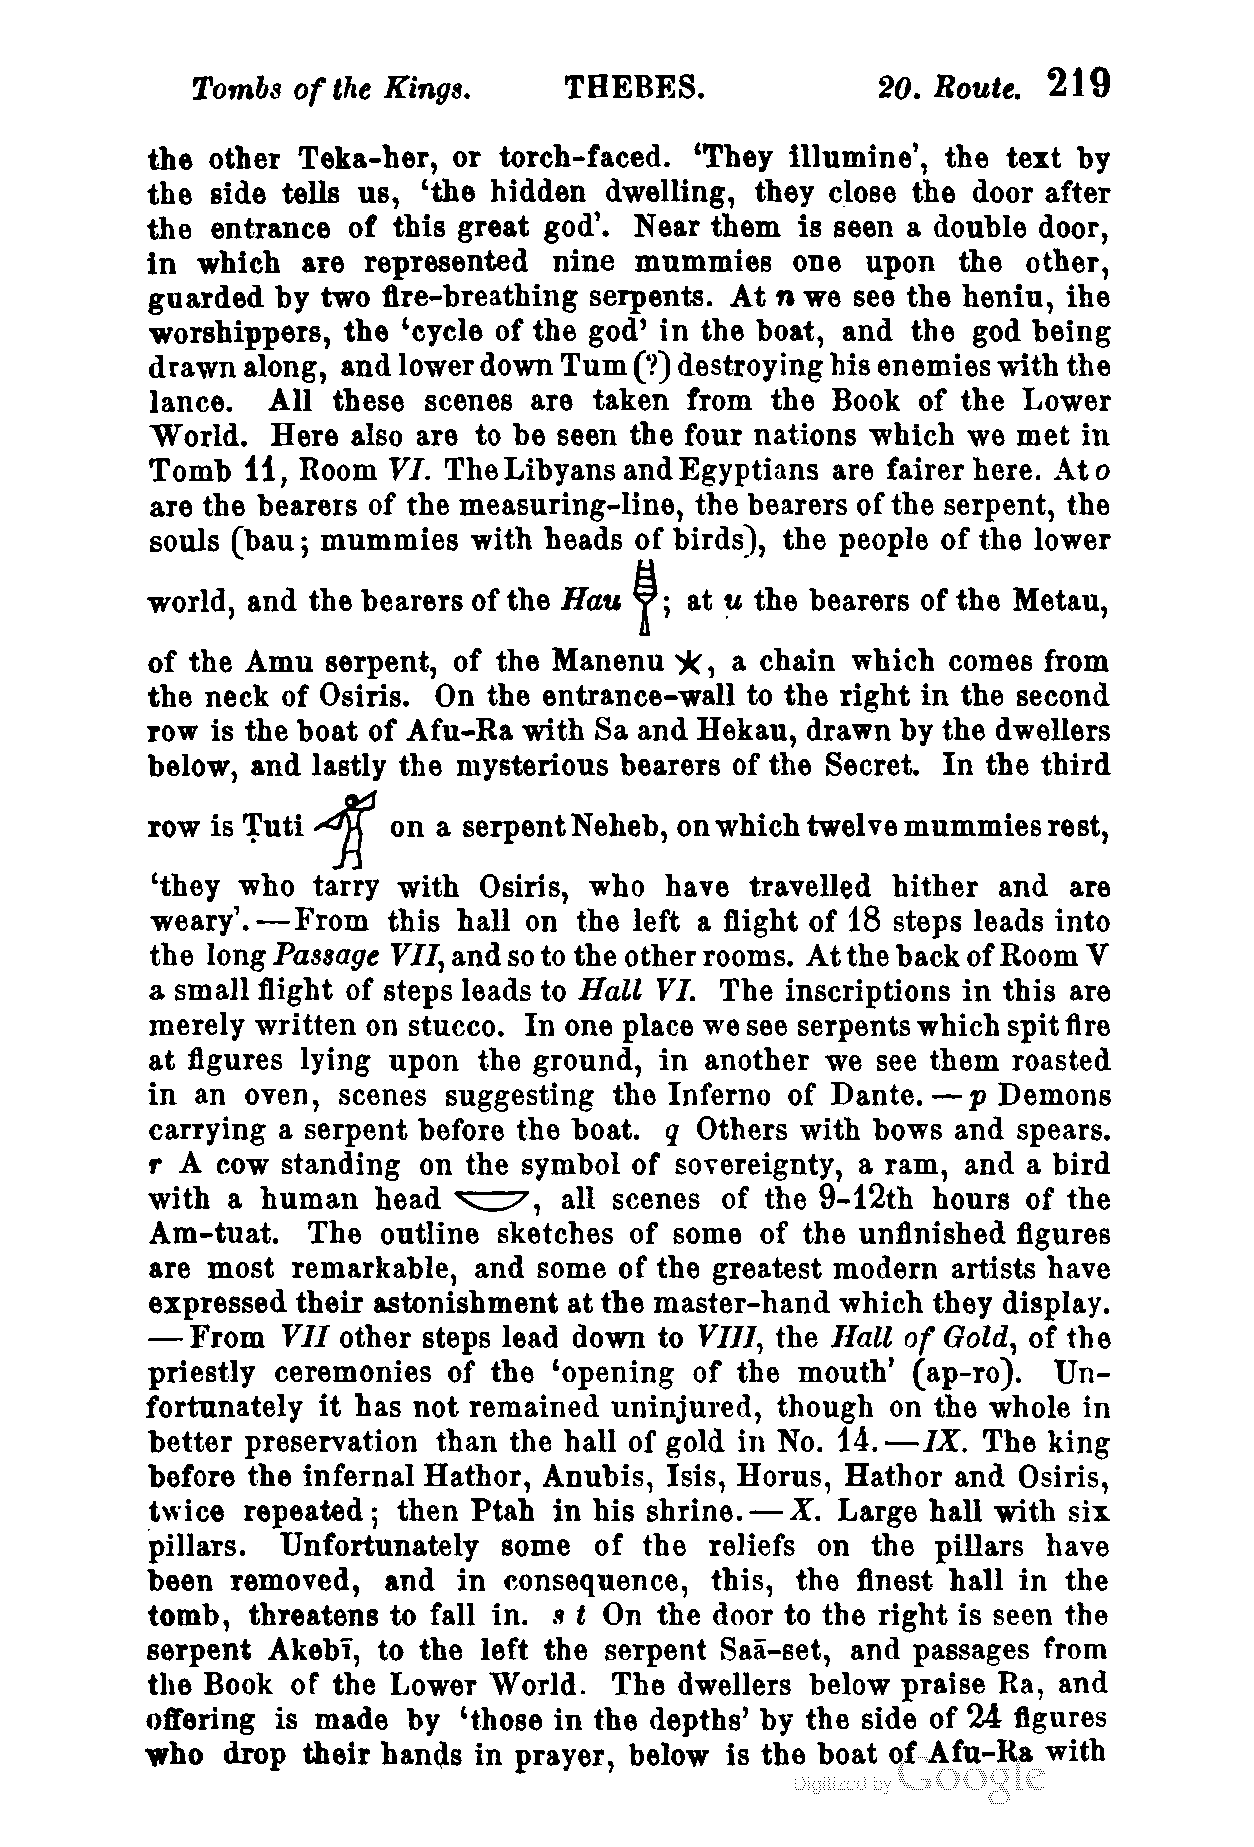 Tombs of the Kings. THEBES. 20. Route. 219
the other Teka-her, or torch-faced. ‘They illumine’, the text by
the side tells us, ‘the hidden dwelling, they close the door after
the entrance of this great god’. Near them is seen a double door,
in which are represented nine mummies one upon the other,
guarded by two fire-breathing serpents. At n we see the heniu, ihe
worshippers, the ‘cycle of the god’ in the boat, and the god being
drawn along, and lower down Tum (?) destroying his enemies with the
lance. All these scenes are taken from the Book of the Lower
World. Here also are to be seen the four nations which we met in
Tomb 11, Room VI. The Libyans and Egyptians are fairer here. At o
are the bearers of the measuring-line, the bearers of the serpent, the
souls (bau; mummies with heads of birds), the people of the lower
world, and the bearers of the Hau ; at u the bearers of the Metau,
of the Amu serpent, of the Manenu , a chain which comes from
the neck of Osiris. On the entrance-wall to the right in the second
row is the boat of Afu-Ra with Sa and Hekau, drawn by the dwellers
below, and lastly the mysterious bearers of the Secret. In the third
row is Ṭuti on a serpent Neheb, on which twelve mummies rest,
‘they who tarry with Osiris, who have travelled hither and are
weary’.—From this hall on the left a flight of 18 steps leads into
the long Passage VII, and so to the other rooms. At the back of Room V
a small flight of steps leads to Hall VI. The inscriptions in this are
merely written on stucco. In one place we see serpents which spit fire
at figures lying upon the ground, in another we see them roasted
in an oven, scenes suggesting the Inferno of Dante. — p Demons
carrying a serpent before the boat. q Others with bows and spears.
r A cow standing on the symbol of sovereignty, a ram, and a bird
with a human head , all scenes of the 9-12th hours of the
Am-tuat. The outline sketches of some of the unfinished figures
are most remarkable, and some of the greatest modern artists have
expressed their astonishment at the master-hand which they display.
— From VII other steps lead down to VIII, the Hall of Gold, of the
priestly ceremonies of the ‘opening of the mouth’ (ap-ro). Un-
fortunately it has not remained uninjured, though on the whole in
better preservation than the hall of gold in No. 14. — IX. The king
before the infernal Hathor, Anubis, Isis, Horus, Hathor and Osiris,
twice repeated; then Ptah in his shrine. — X. Large hall with six
pillars. Unfortunately some of the reliefs on the pillars have
been removed, and in consequence, this, the finest hall in the
tomb, threatens to fall in. s t On the door to the right is seen the
serpent Akebī, to the left the serpent Saā-set, and passages from
the Book of the Lower World. The dwellers below praise Ra, and
offering is made by ‘those in the depths’ by the side of 24 figures
who drop their hands in prayer, below is the boat of Afu-Ra with
Digitized by Google